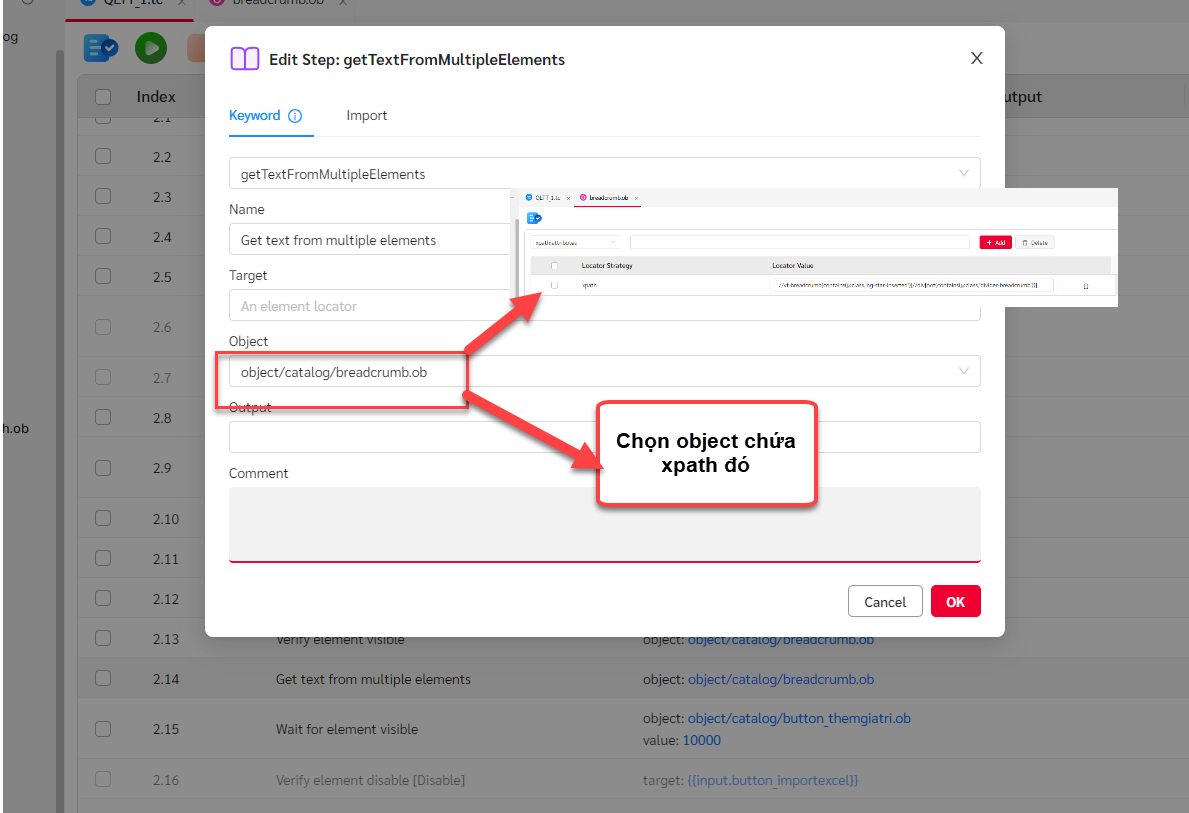 QLTT_1.tc
breadcrumb.ob
og
Edit Step: getTextFromMultipleElements
X
Index
utput
Keyword
Import
2.1
getTextFromMultipleElements
2.2
QLTT_1.tc
breadcrumb.ob
2.3
Name
2.4
Get text from multiple elements
xpath:attributes
+ Add
Delete
Locator Strategy
Locator Value
2.5
Target
xpath
An element locator
2.6
Object
2.7
object/catalog/breadcrumb.ob
Output
2.8
h.ob
Chọn object chứa
xpath đó
2.9
Comment
2.10
2.11
2.12
Cancel
OK
2.13
Verify element visible
object: object/catalog/breadcrumb.ob
2.14
Get text from multiple elements
object: object/catalog/breadcrumb.ob
2.15
Wait for element visible
object: object/catalog/button_themgiatri.ob
value: 10000
2.16
Verify element disable [Disable]
target: {{input.button_importexcel}}